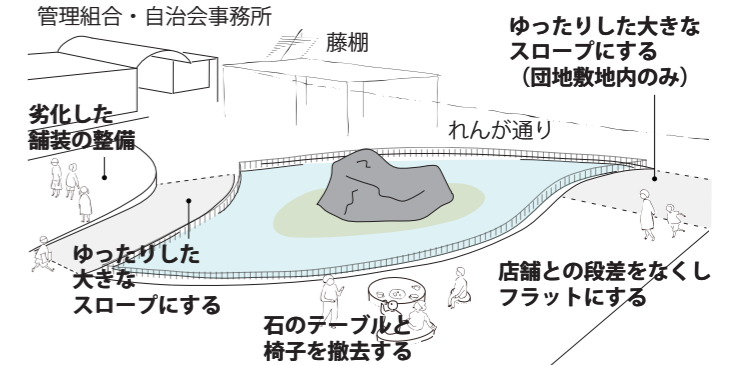 管理組合・自治会事務所
藤棚
ゆったりした大きな
スロープにする
（団地敷地内のみ）
劣化した
舗装の整備
れんが通り
ゆったりした
大きな
スロープにする
店舗との段差をなくし
フラットにする
石のテーブルと
椅子を撤去する